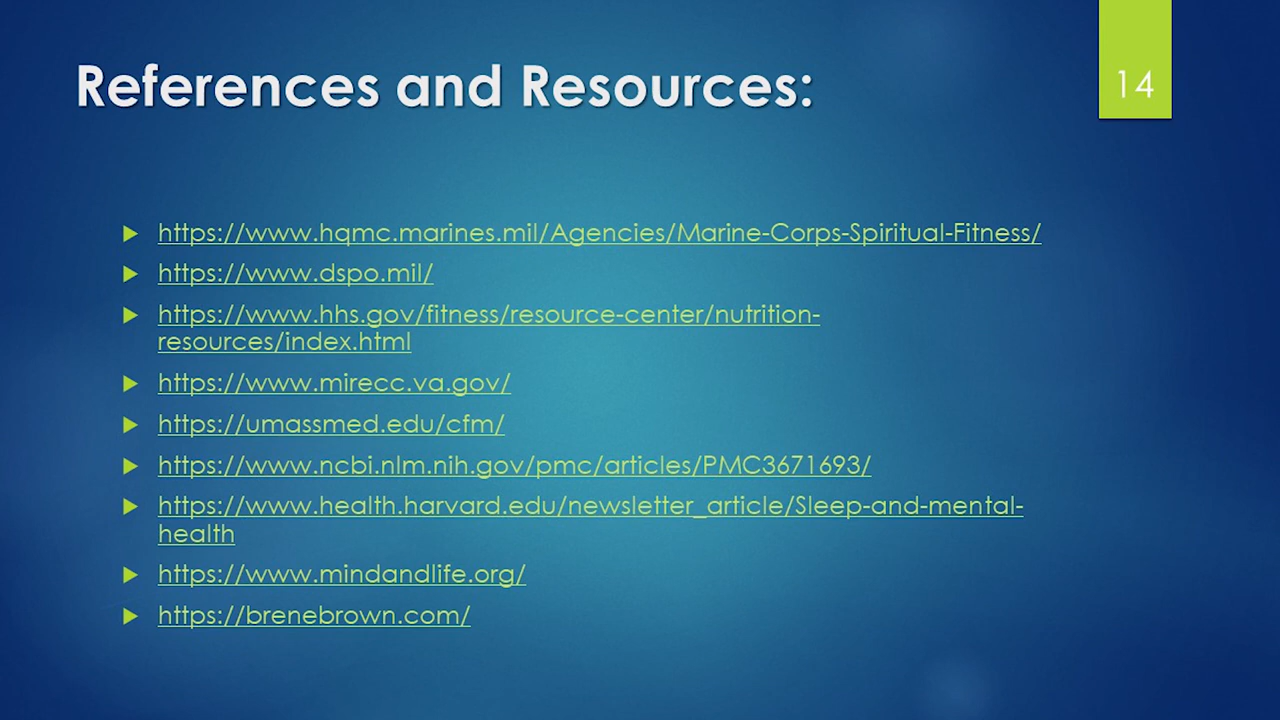 References and Resources:
14
https://www.hqmc.marines.mil/Agencies/Marine-Corps-Spiritual-Fitness/
https://www.dspo.mil/
https://www.hhs.gov/fitness/resource-center/nutrition-
resources/index.html
https://www.mirecc.va.gov/
https://umassmed.edu/cfm/
https://www.ncbi.nlm.nih.gov/pmc/articles/PMC3671693/
https://www.health.harvard.edu/newsletter_article/Sleep-and-mental-
health
https://www.mindandlife.org/
https://brenebrown.com/